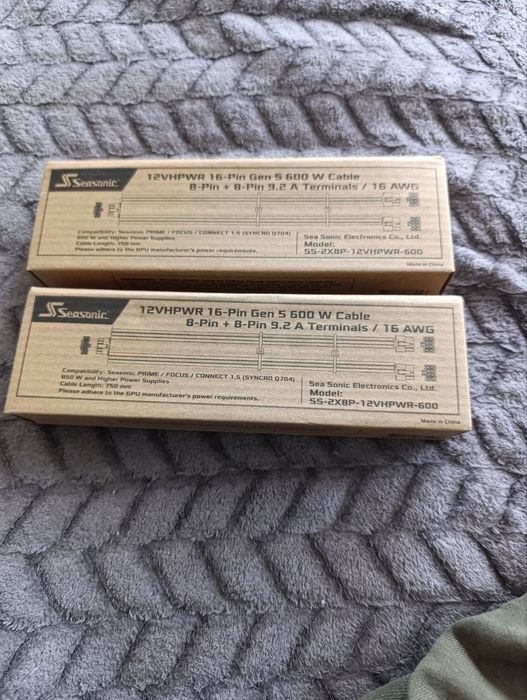 Seasonic
12VHPWR 16-Pin Gen 5 600 W Cable
8-Pin + 8-Pin 9.2 A Terminals / 16 AWG
Compatibility: Seasonic PRIME / FOCUS / CONNECT 1.5 (SYNCRO Q704)
850 W and Higher Power Supplies
Cable Length: 750 mm
Please adhere to the GPU manufacturer's power requirements.
Sea Sonic Electronics Co., Ltd.
Model:
SS-2X8P-12VHPWR-600
Made in China
Seasonic
12VHPWR 16-Pin Gen 5 600 W Cable
8-Pin + 8-Pin 9.2 A Terminals / 16 AWG
Compatibility: Seasonic PRIME / FOCUS / CONNECT 1.5 (SYNCRO Q704)
850 W and Higher Power Supplies
Cable Length: 750 mm
Please adhere to the GPU manufacturer's power requirements.
Sea Sonic Electronics Co., Ltd.
Model:
SS-2X8P-12VHPWR-600
Made in China